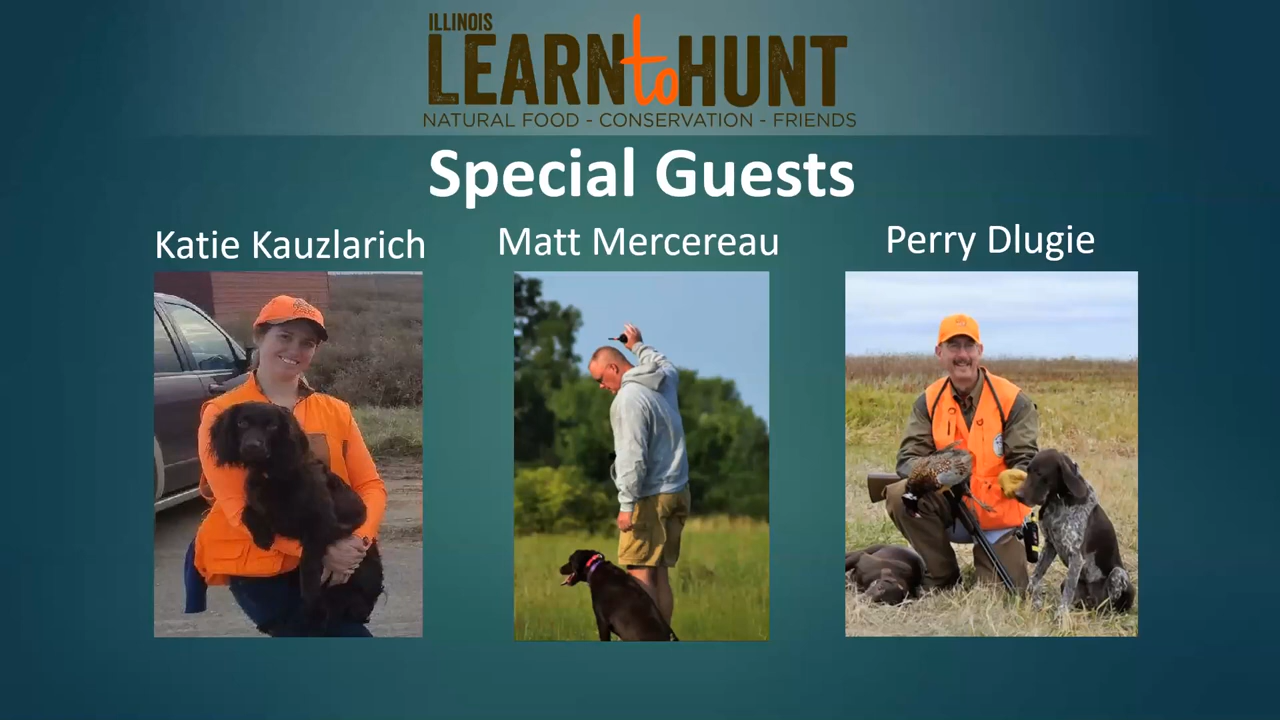 ILLINOIS
LEARN to HUNT
NATURAL FOOD - CONSERVATION - FRIENDS
Special Guests
Katie Kauzlarich
Matt Mercereau
Perry Dlugie